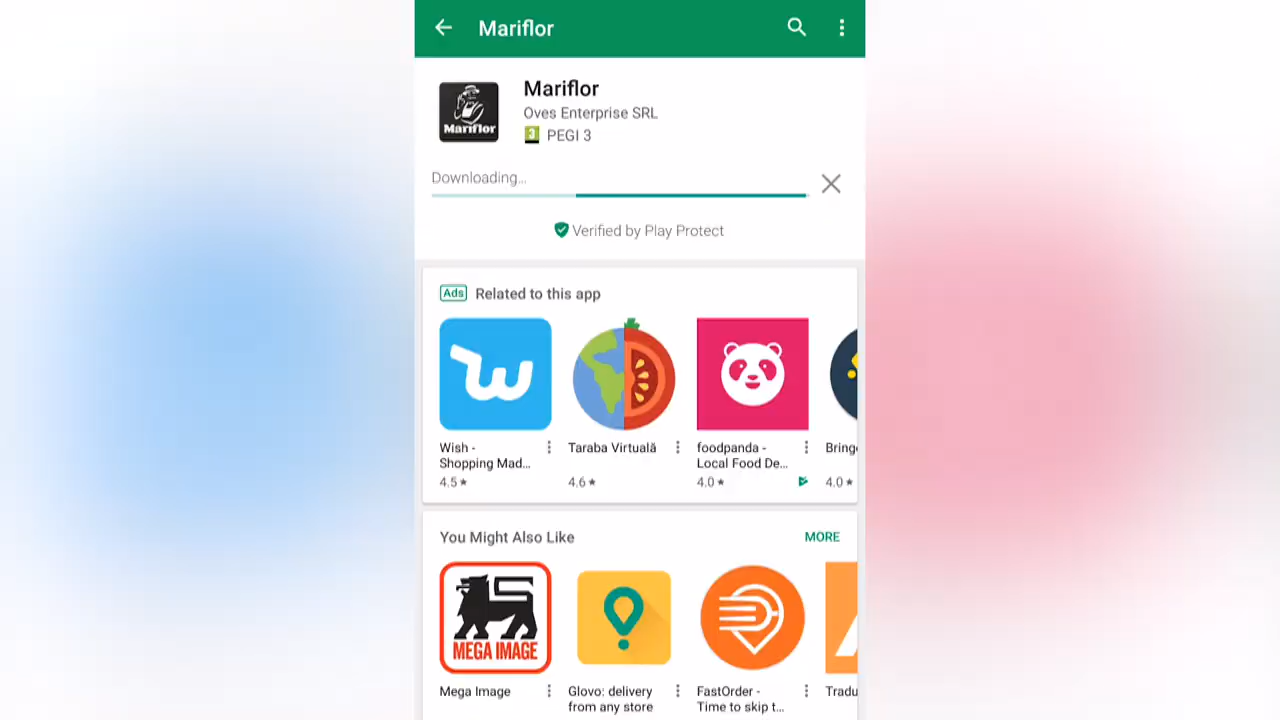 Mariflor
Mariflor
Oves Enterprise SRL
3 PEGI 3
Mariflor
Downloading...
Verified by Play Protect
Ads Related to this app
Wish -
Shopping Mad...
4.5
Taraba Virtuală
4.6
foodpanda -
Local Food De...
4.0
Bring
4.0
You Might Also Like
MORE
MEGA IMAGE
Mega Image
Glovo: delivery
from any store
FastOrder -
Time to skip t...
Tradu